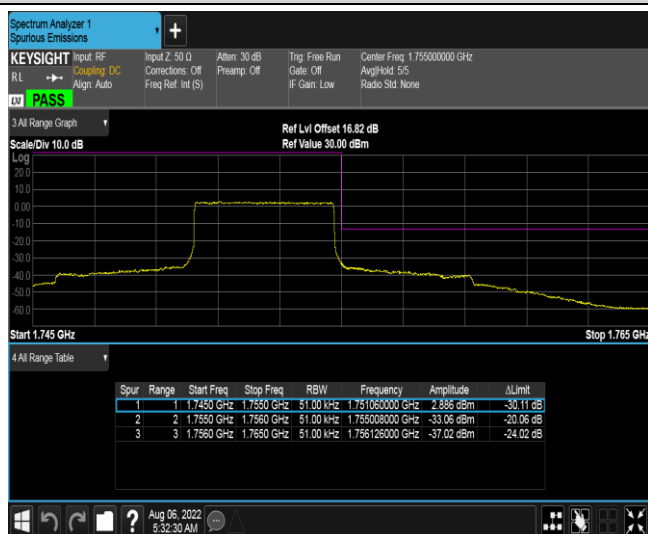 Spectrum Analyzer 1
Spurious Emissions
KEYSIGHT Input: RF Input Z: 50 Ω Atten: 30 dB Trig: Free Run Center Freq: 1.755000000 GHz
RL Coupling: DC Corrections: Off Preamp: Off Gate: Off Avg|Hold: 5/5
Align: Auto Freq Ref: Int (S) IF Gain: Low Radio Std: None
LXI PASS
3 All Range Graph
Ref Lvl Offset 16.82 dB
Scale/Div 10.0 dB Ref Value 30.00 dBm
Log
20.0
10.0
0.00
-10.0
-20.0
-30.0
-40.0
-50.0
-60.0
Start 1.745 GHz Stop 1.765 GHz
4 All Range Table
Spur Range Start Freq Stop Freq RBW Frequency Amplitude ΔLimit
1 1 1.7450 GHz 1.7550 GHz 51.00 kHz 1.751060000 GHz 2.886 dBm -30.11 dB
2 2 1.7550 GHz 1.7560 GHz 51.00 kHz 1.755008000 GHz -33.06 dBm -20.06 dB
3 3 1.7560 GHz 1.7650 GHz 51.00 kHz 1.756126000 GHz -37.02 dBm -24.02 dB
? Aug 06, 2022
5:32:30 AM